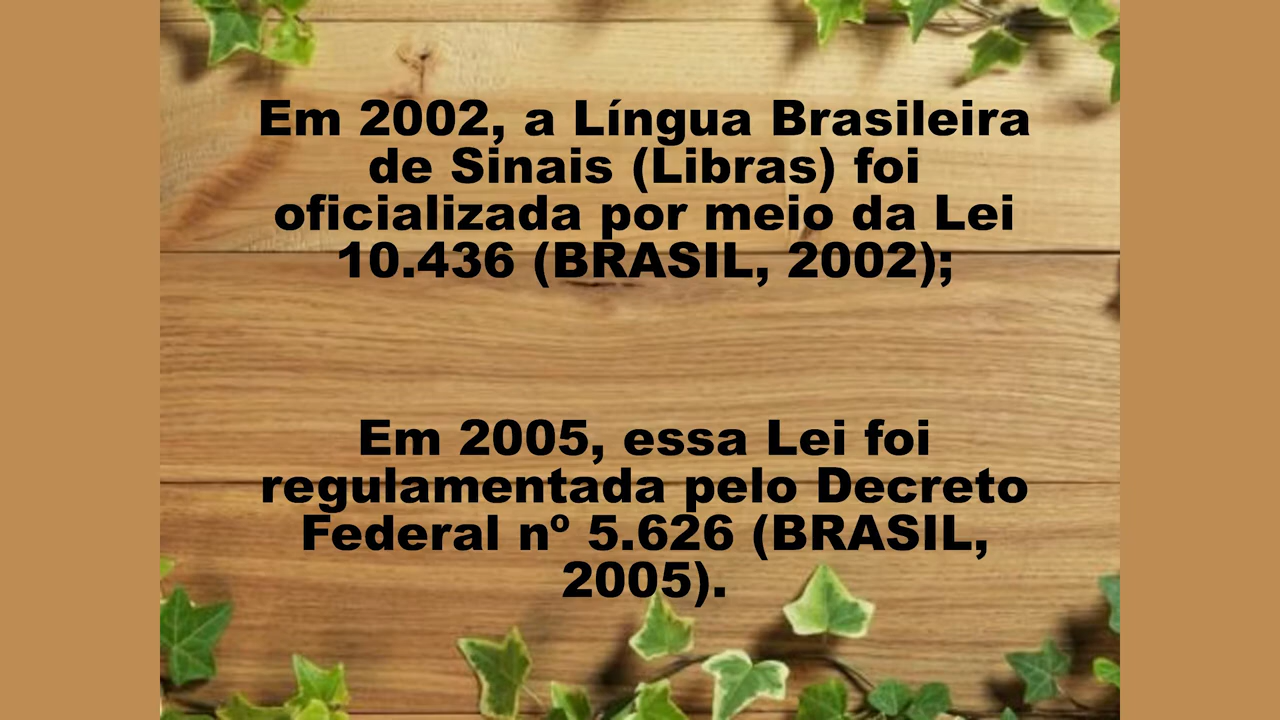 Em 2002, a Língua Brasileira
de Sinais (Libras) foi
oficializada por meio da Lei
10.436 (BRASIL, 2002);
Em 2005, essa Lei foi
regulamentada pelo Decreto
Federal nº 5.626 (BRASIL,
2005).